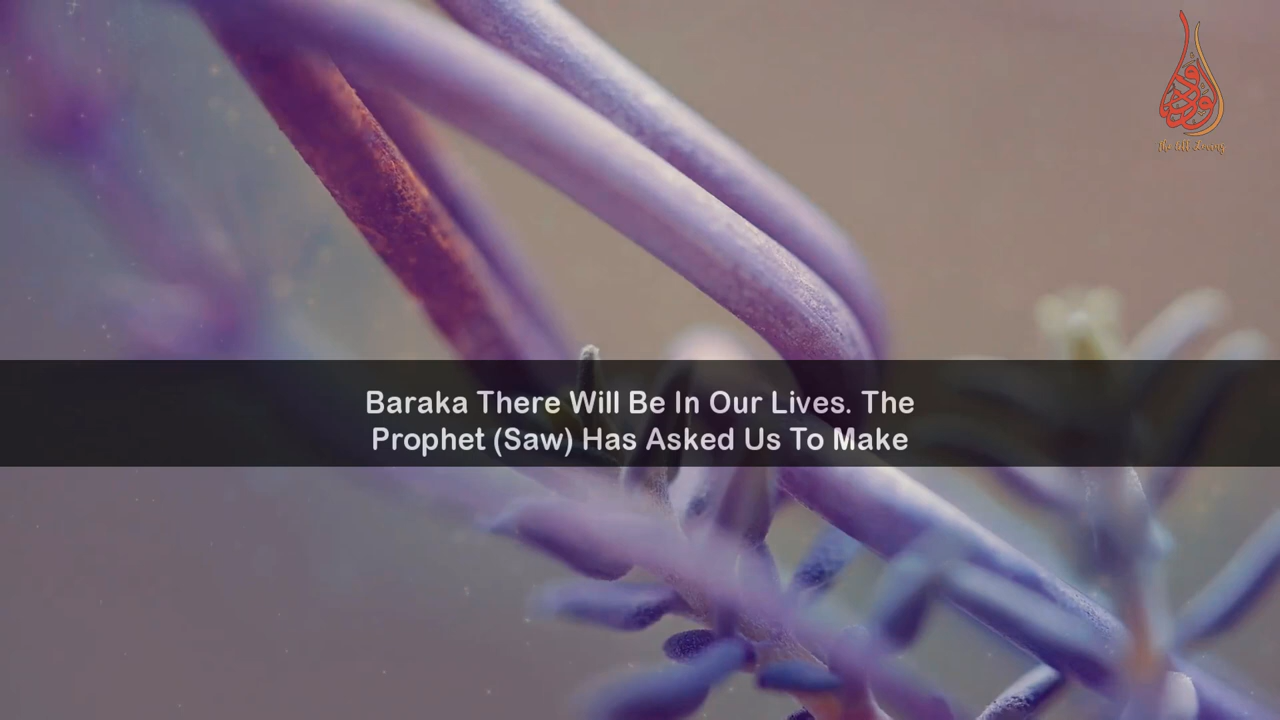 Baraka There Will Be In Our Lives. The
Prophet (Saw) Has Asked Us To Make